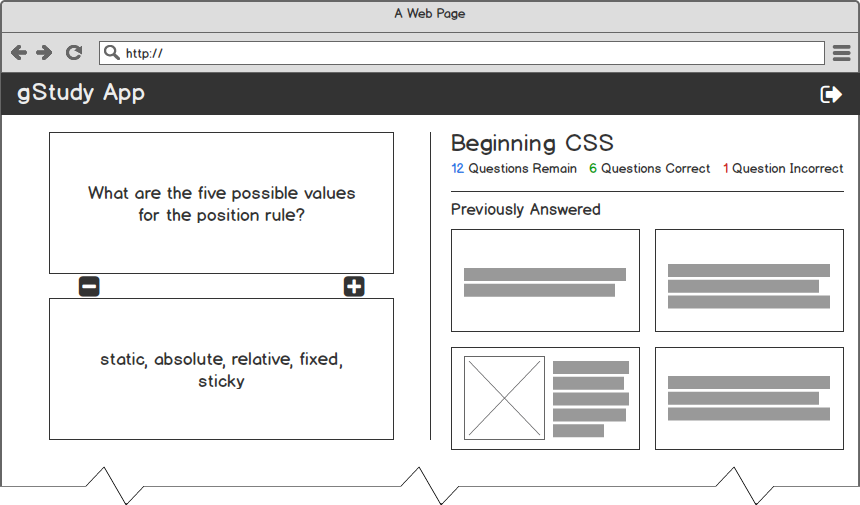 A Web Page
http://
gStudy App
What are the five possible values
for the position rule?
static, absolute, relative, fixed,
sticky
Beginning CSS
12 Questions Remain 6 Questions Correct 1 Question Incorrect
Previously Answered